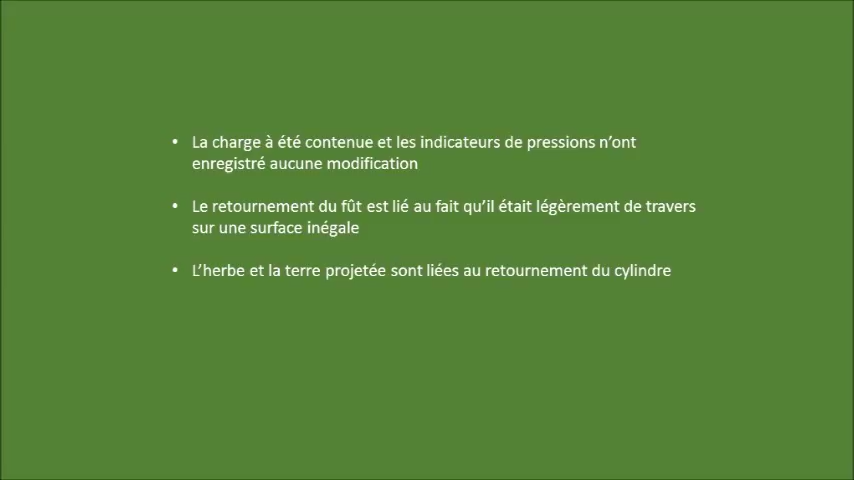 • La charge à été contenue et les indicateurs de pressions n’ont
enregistré aucune modification
• Le retournement du fût est lié au fait qu’il était légèrement de travers
sur une surface inégale
• L’herbe et la terre projetée sont liées au retournement du cylindre